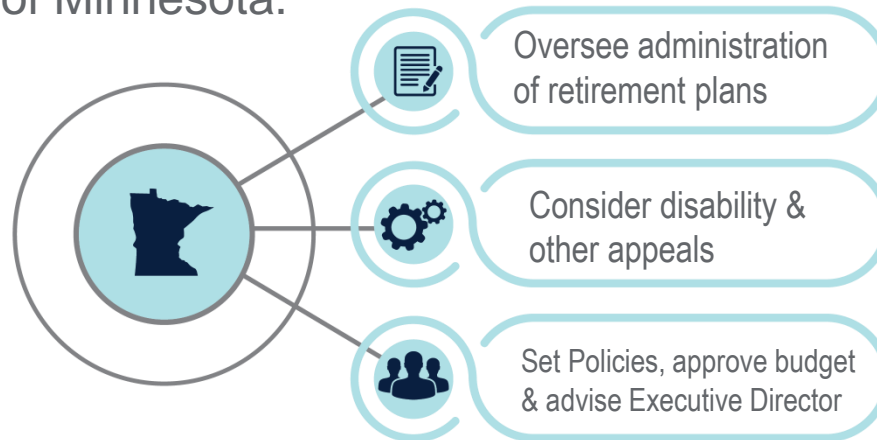 of Minnesota.
Oversee administration
of retirement plans
Consider disability &
other appeals
Set Policies, approve budget
& advise Executive Director